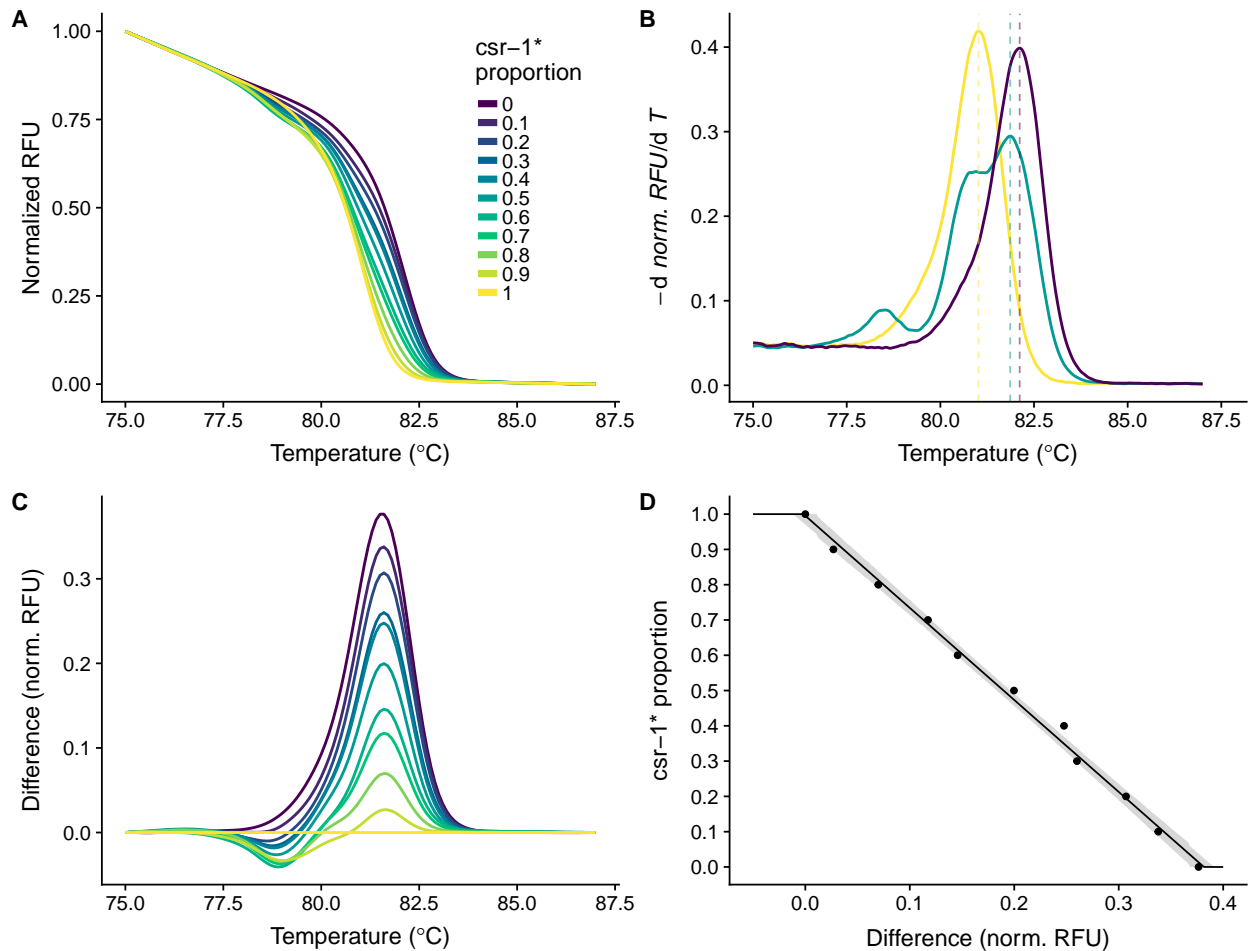 A
1.00
0.75
0.50
0.25
0.00
Normalized RFU
75.0 77.5 80.0 82.5 85.0 87.5
Temperature (°C)
csr−1*
proportion
0
0.1
0.2
0.3
0.4
0.5
0.6
0.7
0.8
0.9
1
B
0.4
0.3
0.2
0.1
0.0
−d norm. RFU/d T
75.0 77.5 80.0 82.5 85.0 87.5
Temperature (°C)
C
0.3
0.2
0.1
0.0
Difference (norm. RFU)
75.0 77.5 80.0 82.5 85.0 87.5
Temperature (°C)
D
1.0
0.9
0.8
0.7
0.6
0.5
0.4
0.3
0.2
0.1
0.0
csr−1* proportion
0.0 0.1 0.2 0.3 0.4
Difference (norm. RFU)